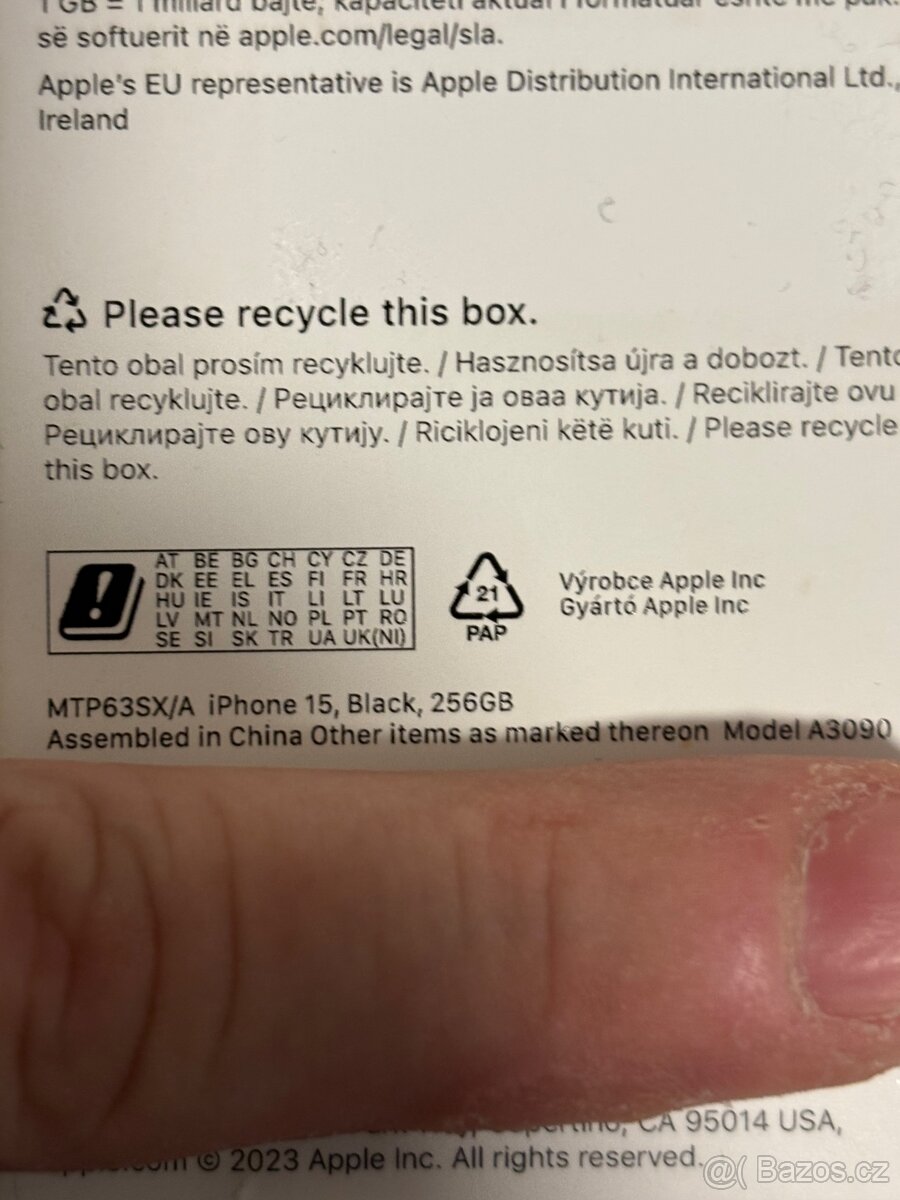 së softuerit në apple.com/legal/sla.
Apple's EU representative is Apple Distribution International Ltd.,
Ireland
Please recycle this box.
Tento obal prosím recyklujte. / Hasznosítsa újra a dobozt. / Tento
obal recyklujte. / Рециклирајте ја оваа кутија. / Reciklirajte ovu
Рециклирајте ову кутију. / Riciklojeni këtë kuti. / Please recycle
this box.
AT BE BG CH CY CZ DE
DK EE EL ES FI FR HR
HU IE IS IT LI LT LU
LV MT NL NO PL PT RO
SE SI SK TR UA UK(NI)
21
PAP
Výrobce Apple Inc
Gyártó Apple Inc
MTP63SX/A iPhone 15, Black, 256GB
Assembled in China Other items as marked thereon Model A3090
CA 95014 USA,
© 2023 Apple Inc. All rights reserved.
@( Bazos.cz